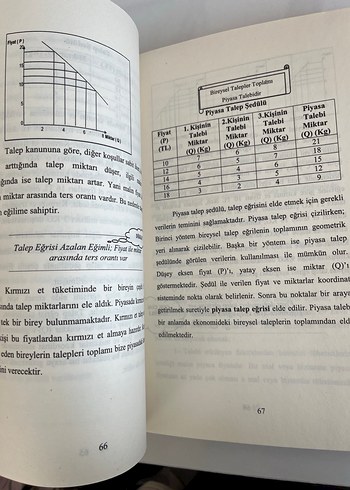 Fiyat ( P )
20
15
10
5
4
6
8 Miktar ( Q )
Talep kanununa göre, diğer koşullar sabit
arttığında talep miktarı düşer, ilgili
ğında ise talep miktarı artar. Yani malın
miktar arasında ters orantı vardır. Bu nedenle
eğilime sahiptir.
Talep Eğrisi Azalan Eğimli: Fiyat ile
arasında ters orantı var
Kırmızı et tüketiminde bir bireyin
talep miktarlarını ele aldık. Piyasada
tek bir birey bulunmamaktadır. Kırmızı et
kişi bu fiyatlardan kırmızı et almaya hazırdır.
eden bireylerin talepleri toplamı bize piyasadaki
ini verecektir.
66
Bireysel Talepler Toplamı
Piyasa Talebidir
Piyasa Talep Şedülü
Fiyat (P) (TL) 1. Kişinin Talebi Miktar (Q) (Kg) 2.Kişinin Talebi Miktar (Q) (Kg) 3.Kişinin Talebi Miktar (Q) (Kg) Piyasa Talebi Miktar (Q) (Kg)
10 7 6 8 21
12 6 5 7 18
14 5 4 6 15
16 4 3 5 12
18 3 2 4 9
Piyasa talep şedülü, talep eğrisini elde etmek için gerekli
verilerin teminini sağlamaktadır. Piyasa talep eğrisi çizilirken;
Birinci yöntem bireysel talep eğrilerinin toplamının geometrik
yeri alınarak çizilebilir. Başka bir yöntem ise piyasa talep
şedülünde görülen verilerin kullanılması ile mümkün olur.
Düşey eksen fiyat (P)'ı, yatay eksen ise miktar (Q)'ı
göstermektedir. Şedül ile verilen fiyat ve miktarlar koordinat
sisteminde nokta olarak belirlenir. Sonra bu noktalar bir araya
getirilmek suretiyle piyasa talep eğrisi elde edilir. Piyasa talebi
bir anlamda ekonomideki bireysel taleplerin toplamından elde
edilmektedir.
67